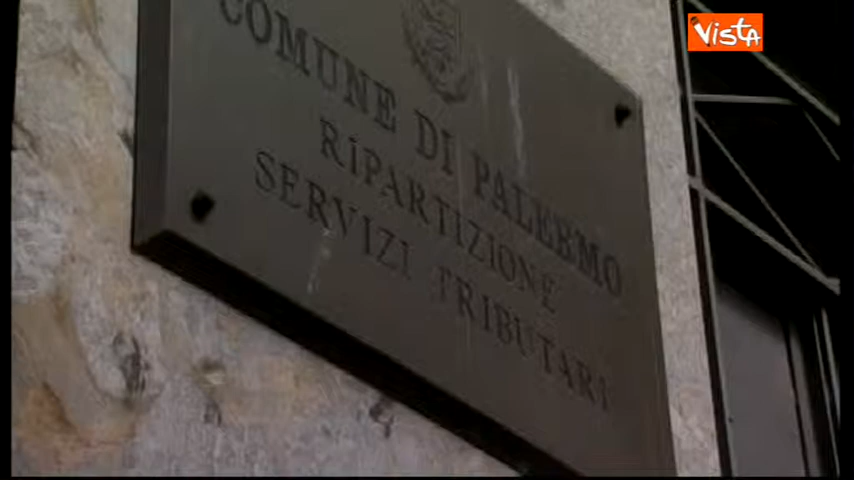 Vista
COMUNE DI PALERMO
RIPARTIZIONE
SERVIZI TRIBUTARI